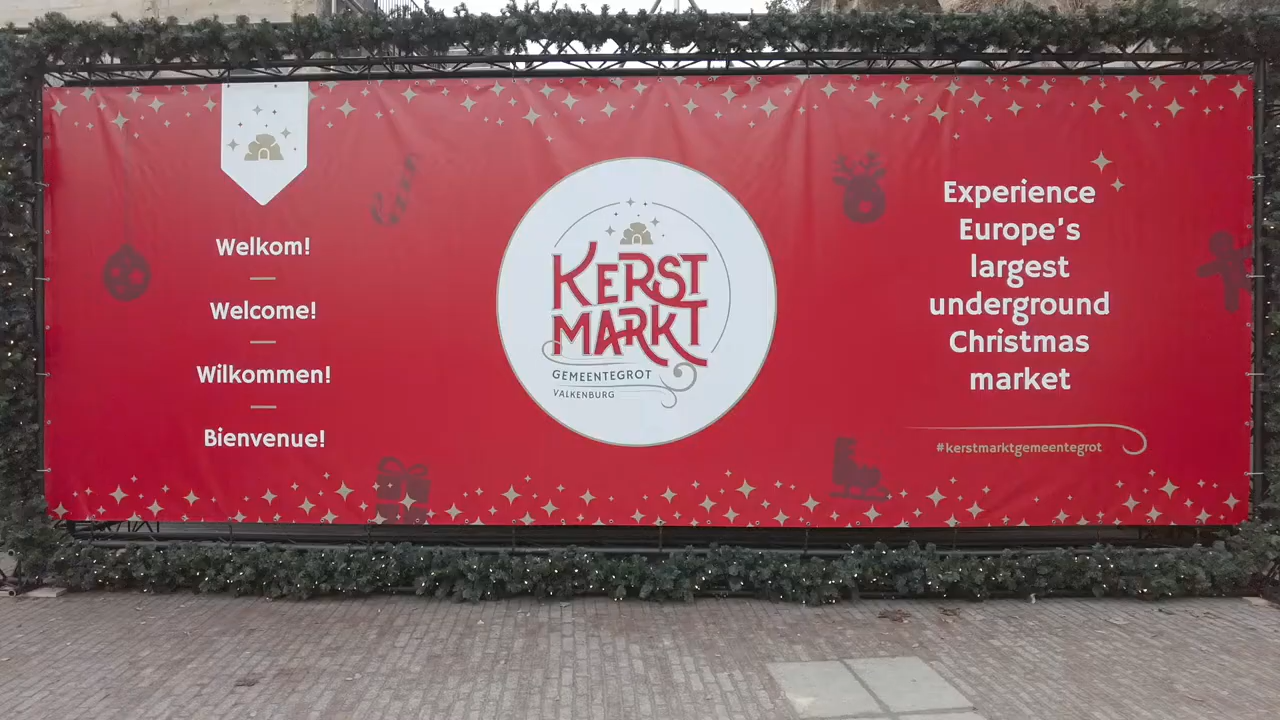 Welkom!
Welcome!
Wilkommen!
Bienvenue!
KERST
MARKT
GEMEENTEGROT
VALKENBURG
Experience
Europe's
largest
underground
Christmas
market
#kerstmarktgemeentegrot